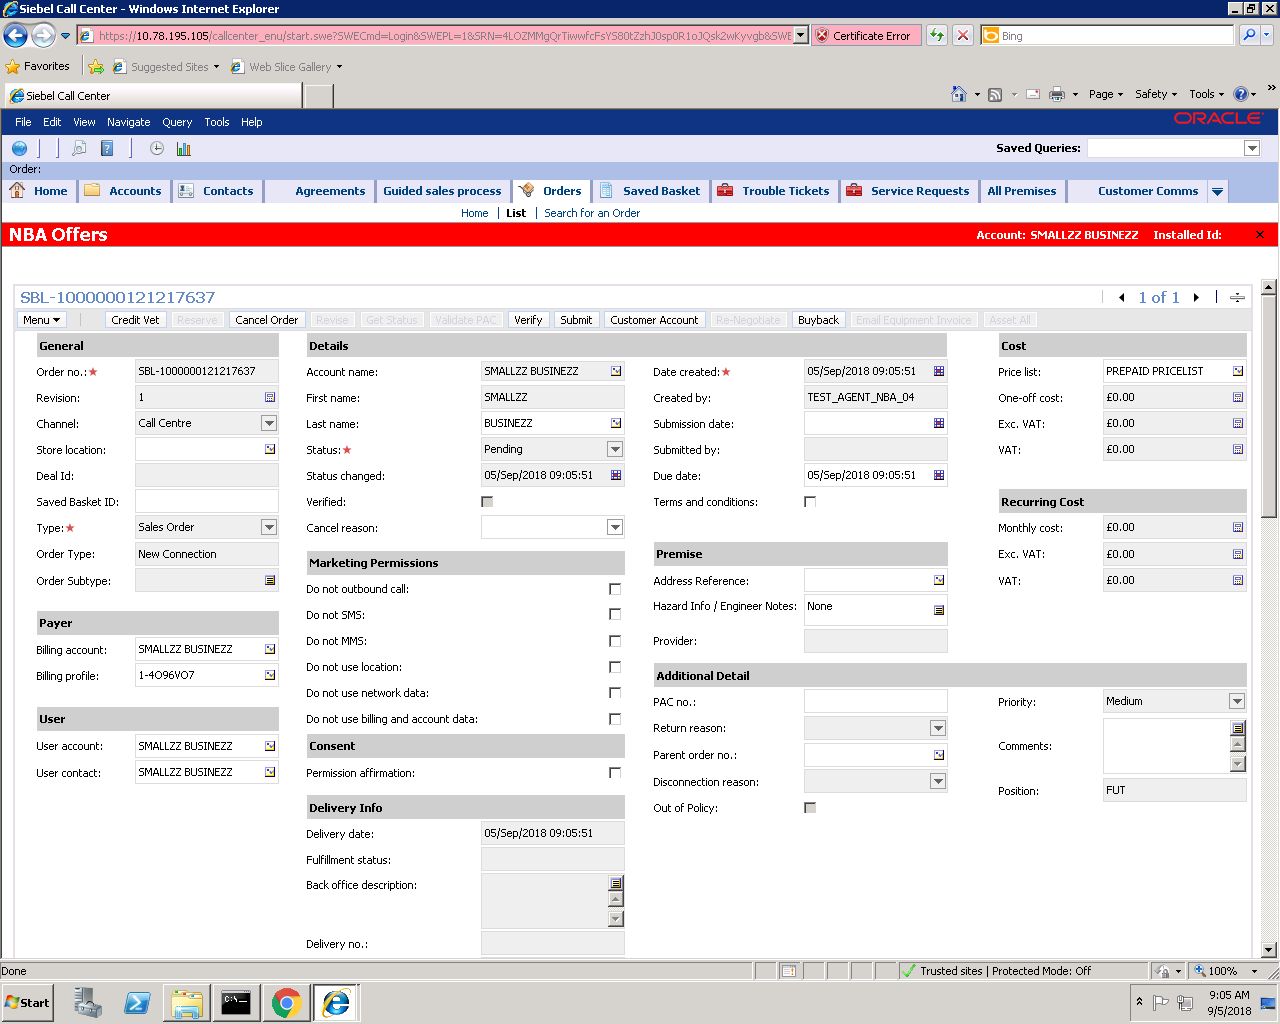 Siebel Call Center - Windows Internet Explorer
https://10.78.195.105/callcenter_enu/start.swe?SWECmd=Login&SWEPL=1&SRN=
Certificate Error
Bing
Favorites
Suggested Sites
Web Slice Gallery
Siebel Call Center
Page
Safety
Tools
File Edit View Navigate Query Tools Help
ORACLE
Saved Queries:
Order:
Home
Accounts
Contacts
Agreements
Guided sales process
Orders
Saved Basket
Trouble Tickets
Service Requests
All Premises
Customer Comms
Home | List | Search for an Order
NBA Offers
Account: SMALLZZ BUSINEZZ Installed Id:
SBL-1000000121217637
1 of 1
Menu
Credit Vet
Reserve
Cancel Order
Revise
Get Status
Validate PAC
Verify
Submit
Customer Account
Re-Negotiate
Buyback
Email Equipment Invoice
Asset All
General
Order no.:★ SBL-1000000121217637
Revision: 1
Channel: Call Centre
Store location:
Deal Id:
Saved Basket ID:
Type:★ Sales Order
Order Type: New Connection
Order Subtype:
Payer
Billing account: SMALLZZ BUSINEZZ
Billing profile: 1-4O96VO7
User
User account: SMALLZZ BUSINEZZ
User contact: SMALLZZ BUSINEZZ
Details
Account name: SMALLZZ BUSINEZZ
First name: SMALLZZ
Last name: BUSINEZZ
Status:★ Pending
Status changed: 05/Sep/2018 09:05:51
Verified:
Cancel reason:
Marketing Permissions
Do not outbound call:
Do not SMS:
Do not MMS:
Do not use location:
Do not use network data:
Do not use billing and account data:
Consent
Permission affirmation:
Delivery Info
Delivery date: 05/Sep/2018 09:05:51
Fulfillment status:
Back office description:
Delivery no.:
Date created:★ 05/Sep/2018 09:05:51
Created by: TEST_AGENT_NBA_04
Submission date:
Submitted by:
Due date: 05/Sep/2018 09:05:51
Terms and conditions:
Premise
Address Reference:
Hazard Info / Engineer Notes: None
Provider:
Additional Detail
PAC no.:
Return reason:
Parent order no.:
Disconnection reason:
Out of Policy:
Priority: Medium
Comments:
Position: FUT
Cost
Price list: PREPAID PRICELIST
One-off cost: £0.00
Exc. VAT: £0.00
VAT: £0.00
Recurring Cost
Monthly cost: £0.00
Exc. VAT: £0.00
VAT: £0.00
Done
Trusted sites | Protected Mode: Off
100%
Start
9:05 AM
9/5/2018